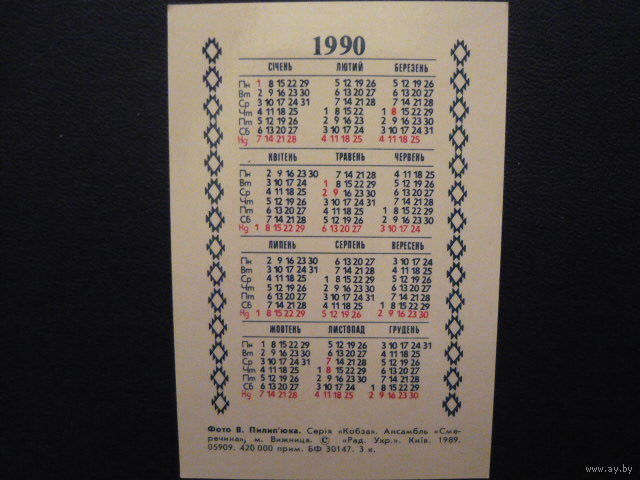 1990
СІЧЕНЬ ЛЮТИЙ БЕРЕЗЕНЬ
Пн 1 8 15 22 29 5 12 19 26 5 12 19 26
Вт 2 9 16 23 30 6 13 20 27 6 13 20 27
Ср 3 10 17 24 31 7 14 21 28 7 14 21 28
Чт 4 11 18 25 1 8 15 22 1 8 15 22 29
Пт 5 12 19 26 2 9 16 23 2 9 16 23 30
Сб 6 13 20 27 3 10 17 24 3 10 17 24 31
Нд 7 14 21 28 4 11 18 25 4 11 18 25
КВІТЕНЬ ТРАВЕНЬ ЧЕРВЕНЬ
Пн 2 9 16 23 30 7 14 21 28 4 11 18 25
Вт 3 10 17 24 1 8 15 22 29 5 12 19 26
Ср 4 11 18 25 2 9 16 23 30 6 13 20 27
Чт 5 12 19 26 3 10 17 24 31 7 14 21 28
Пт 6 13 20 27 4 11 18 25 1 8 15 22 29
Сб 7 14 21 28 5 12 19 26 2 9 16 23 30
Нд 1 8 15 22 29 6 13 20 27 3 10 17 24
ЛИПЕНЬ СЕРПЕНЬ ВЕРЕСЕНЬ
Пн 2 9 16 23 30 6 13 20 27 3 10 17 24
Вт 3 10 17 24 31 7 14 21 28 4 11 18 25
Ср 4 11 18 25 1 8 15 22 29 5 12 19 26
Чт 5 12 19 26 2 9 16 23 30 6 13 20 27
Пт 6 13 20 27 3 10 17 24 31 7 14 21 28
Сб 7 14 21 28 4 11 18 25 1 8 15 22 29
Нд 1 8 15 22 29 5 12 19 26 2 9 16 23 30
ЖОВТЕНЬ ЛИСТОПАД ГРУДЕНЬ
Пн 1 8 15 22 29 5 12 19 26 3 10 17 24 31
Вт 2 9 16 23 30 6 13 20 27 4 11 18 25
Ср 3 10 17 24 31 7 14 21 28 5 12 19 26
Чт 4 11 18 25 1 8 15 22 29 6 13 20 27
Пт 5 12 19 26 2 9 16 23 30 7 14 21 28
Сб 6 13 20 27 3 10 17 24 1 8 15 22 29
Нд 7 14 21 28 4 11 18 25 2 9 16 23 30
Фото В. Пилип'юка. Серія «Кобза». Ансамбль «Сме-
речина», м. Вижниця. © «Рад. Укр.». Київ. 1989.
05909. 420 000 прим. БФ 30147. 3 к.
www.ay.by